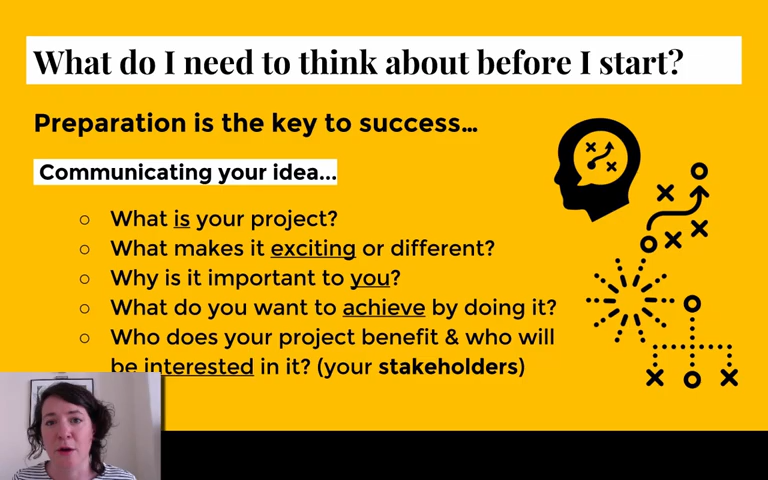 What do I need to think about before I start?
Preparation is the key to success...
Communicating your idea...
○ What is your project?
○ What makes it exciting or different?
○ Why is it important to you?
○ What do you want to achieve by doing it?
○ Who does your project benefit & who will
be interested in it? (your stakeholders)